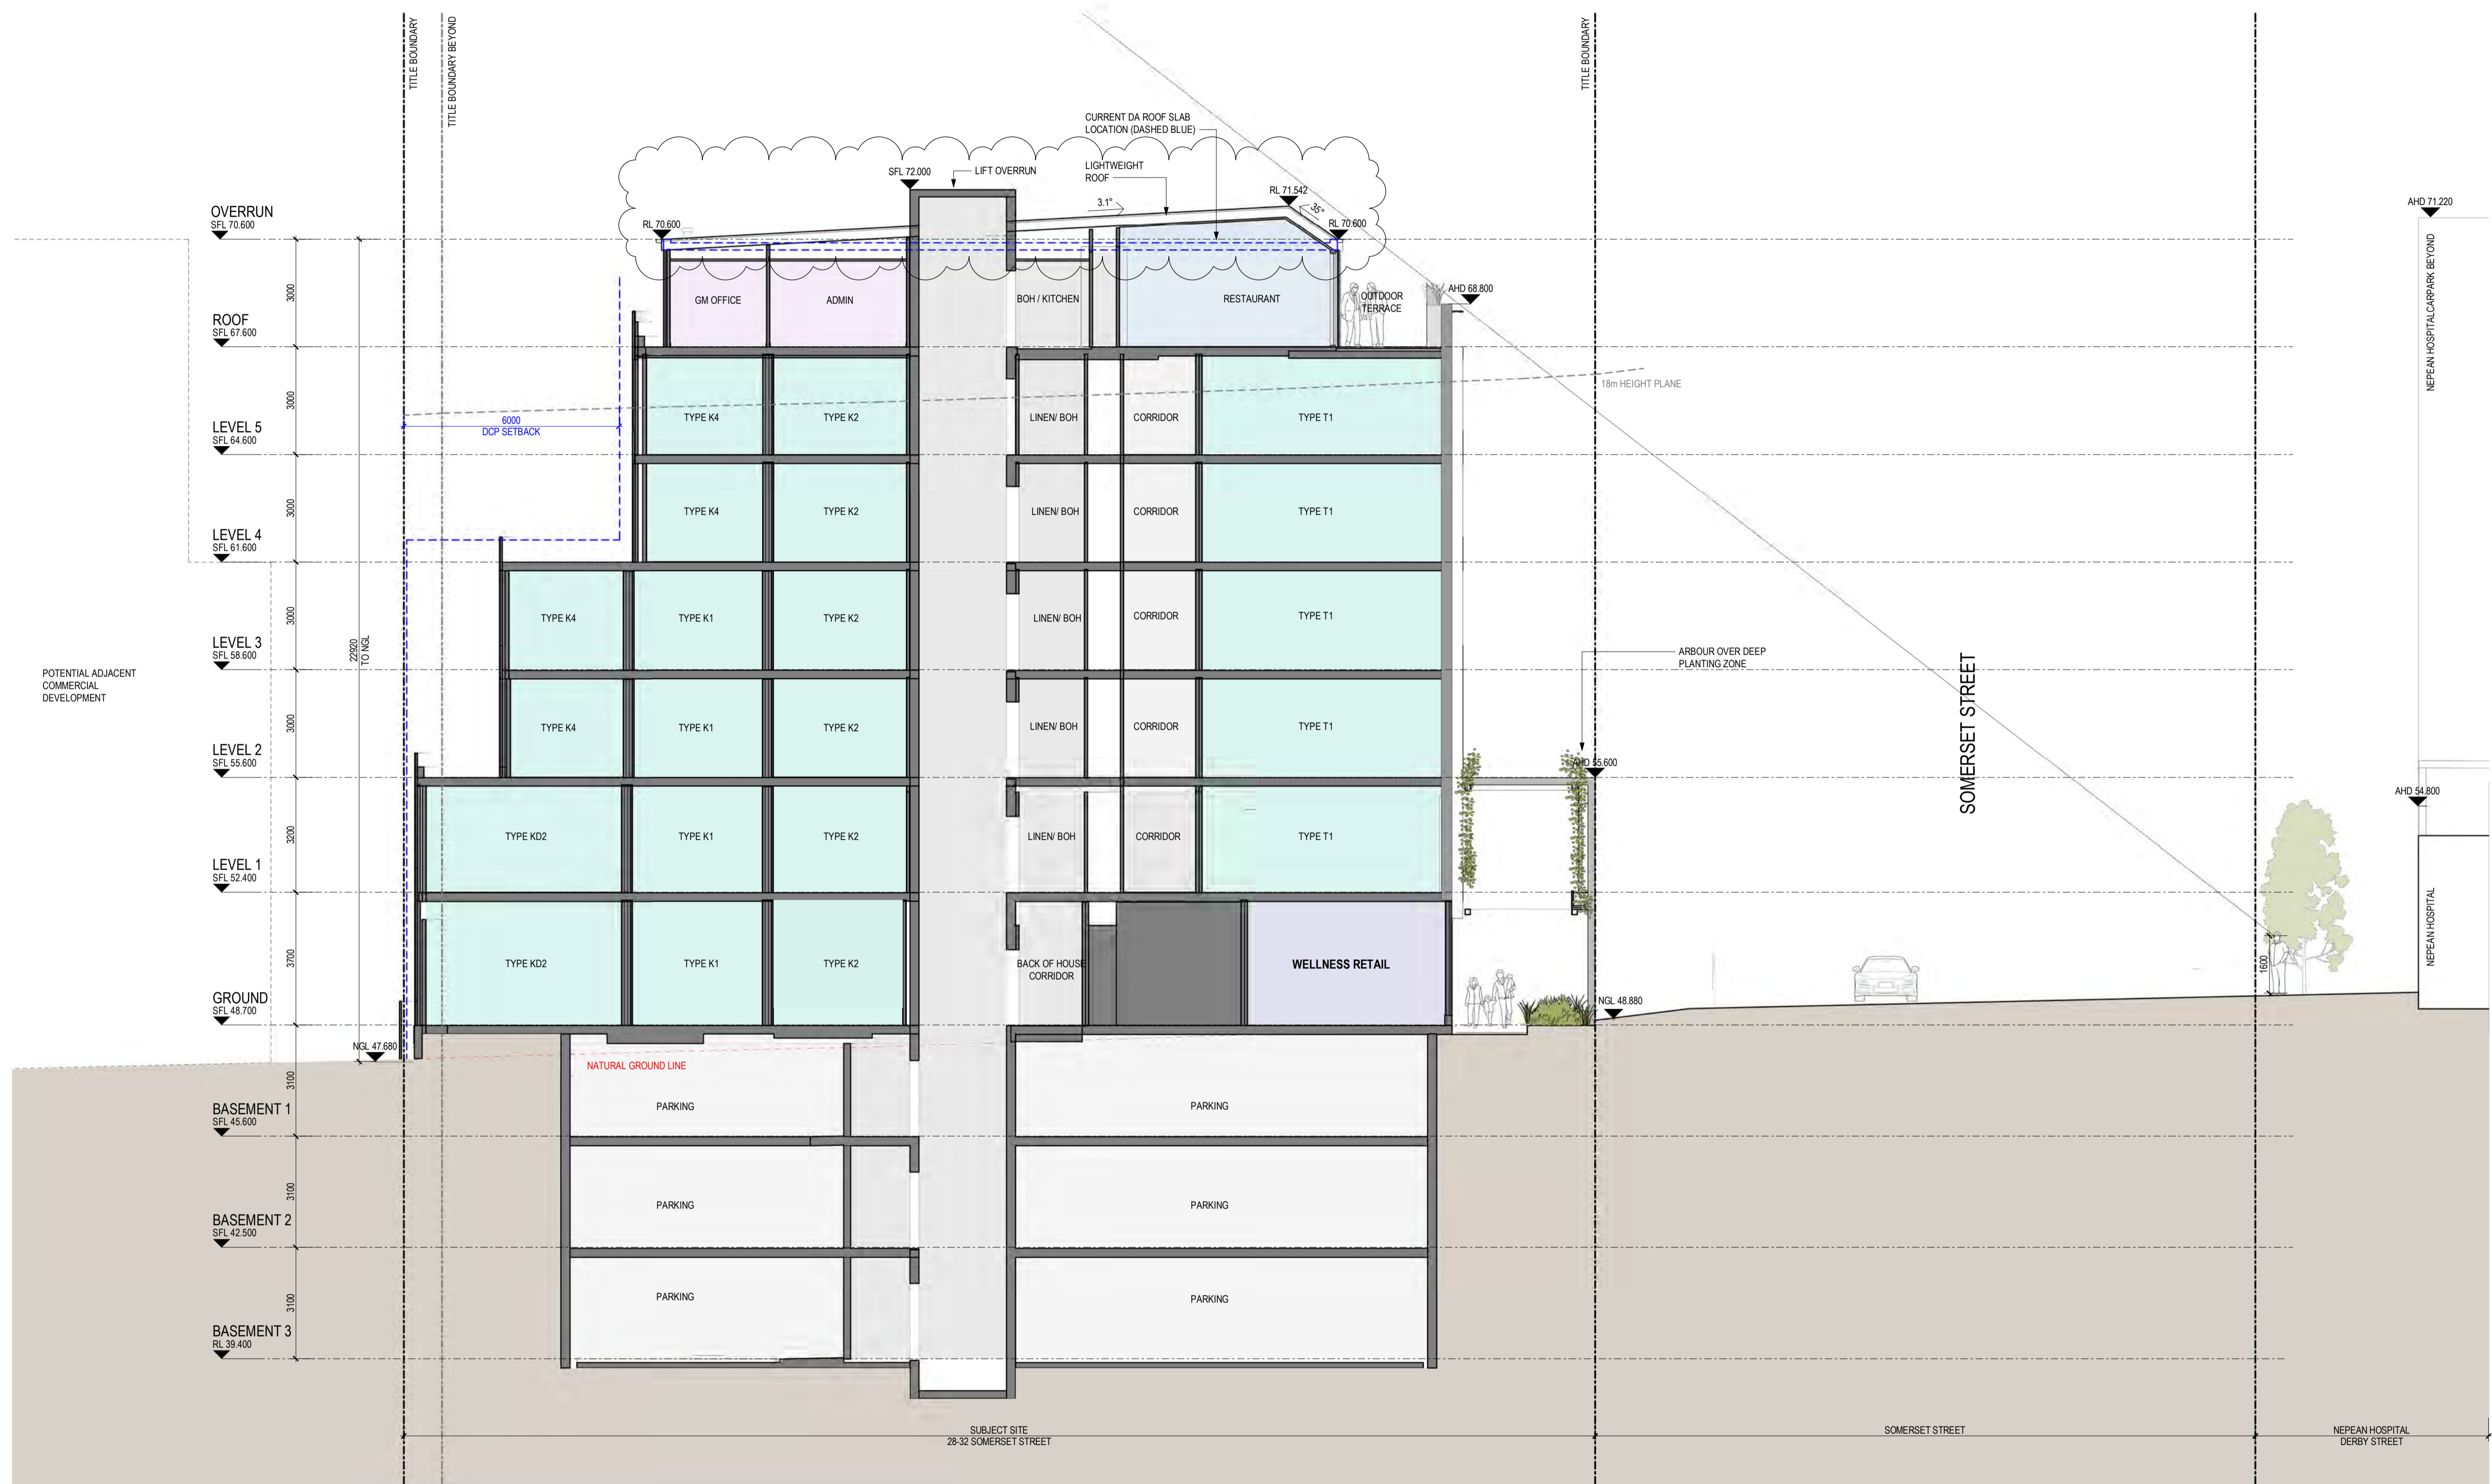 TITLE BOUNDARY
TITLE BOUNDARY BEYOND
TITLE BOUNDARY
CURRENT DA ROOF SLAB
LOCATION (DASHED BLUE)
LIGHTWEIGHT
ROOF
LIFT OVERRUN
SFL 72.000
3.1°
RL 71.542
35°
RL 70.600
RL 70.600
AHD 71.220
NEPEAN HOSPITALCARPARK BEYOND
OVERRUN
SFL 70.600
3000
GM OFFICE
ADMIN
BOH / KITCHEN
RESTAURANT
OUTDOOR
TERRACE
AHD 68.800
ROOF
SFL 67.600
3000
18m HEIGHT PLANE
6000
DCP SETBACK
TYPE K4
TYPE K2
LINEN/ BOH
CORRIDOR
TYPE T1
LEVEL 5
SFL 64.600
3000
TYPE K4
TYPE K2
LINEN/ BOH
CORRIDOR
TYPE T1
LEVEL 4
SFL 61.600
3000
TYPE K4
TYPE K1
TYPE K2
LINEN/ BOH
CORRIDOR
TYPE T1
22920
TO NGL
LEVEL 3
SFL 58.600
POTENTIAL ADJACENT
COMMERCIAL
DEVELOPMENT
ARBOUR OVER DEEP
PLANTING ZONE
SOMERSET STREET
3000
TYPE K4
TYPE K1
TYPE K2
LINEN/ BOH
CORRIDOR
TYPE T1
LEVEL 2
SFL 55.600
AHD 55.600
AHD 54.800
3200
TYPE KD2
TYPE K1
TYPE K2
LINEN/ BOH
CORRIDOR
TYPE T1
LEVEL 1
SFL 52.400
3700
TYPE KD2
TYPE K1
TYPE K2
BACK OF HOUSE
CORRIDOR
WELLNESS RETAIL
1600
NEPEAN HOSPITAL
GROUND
SFL 48.700
NGL 48.880
NGL 47.680
NATURAL GROUND LINE
3100
PARKING
PARKING
BASEMENT 1
SFL 45.600
3100
PARKING
PARKING
BASEMENT 2
SFL 42.500
3100
PARKING
PARKING
BASEMENT 3
RL 39.400
SUBJECT SITE
28-32 SOMERSET STREET
SOMERSET STREET
NEPEAN HOSPITAL
DERBY STREET